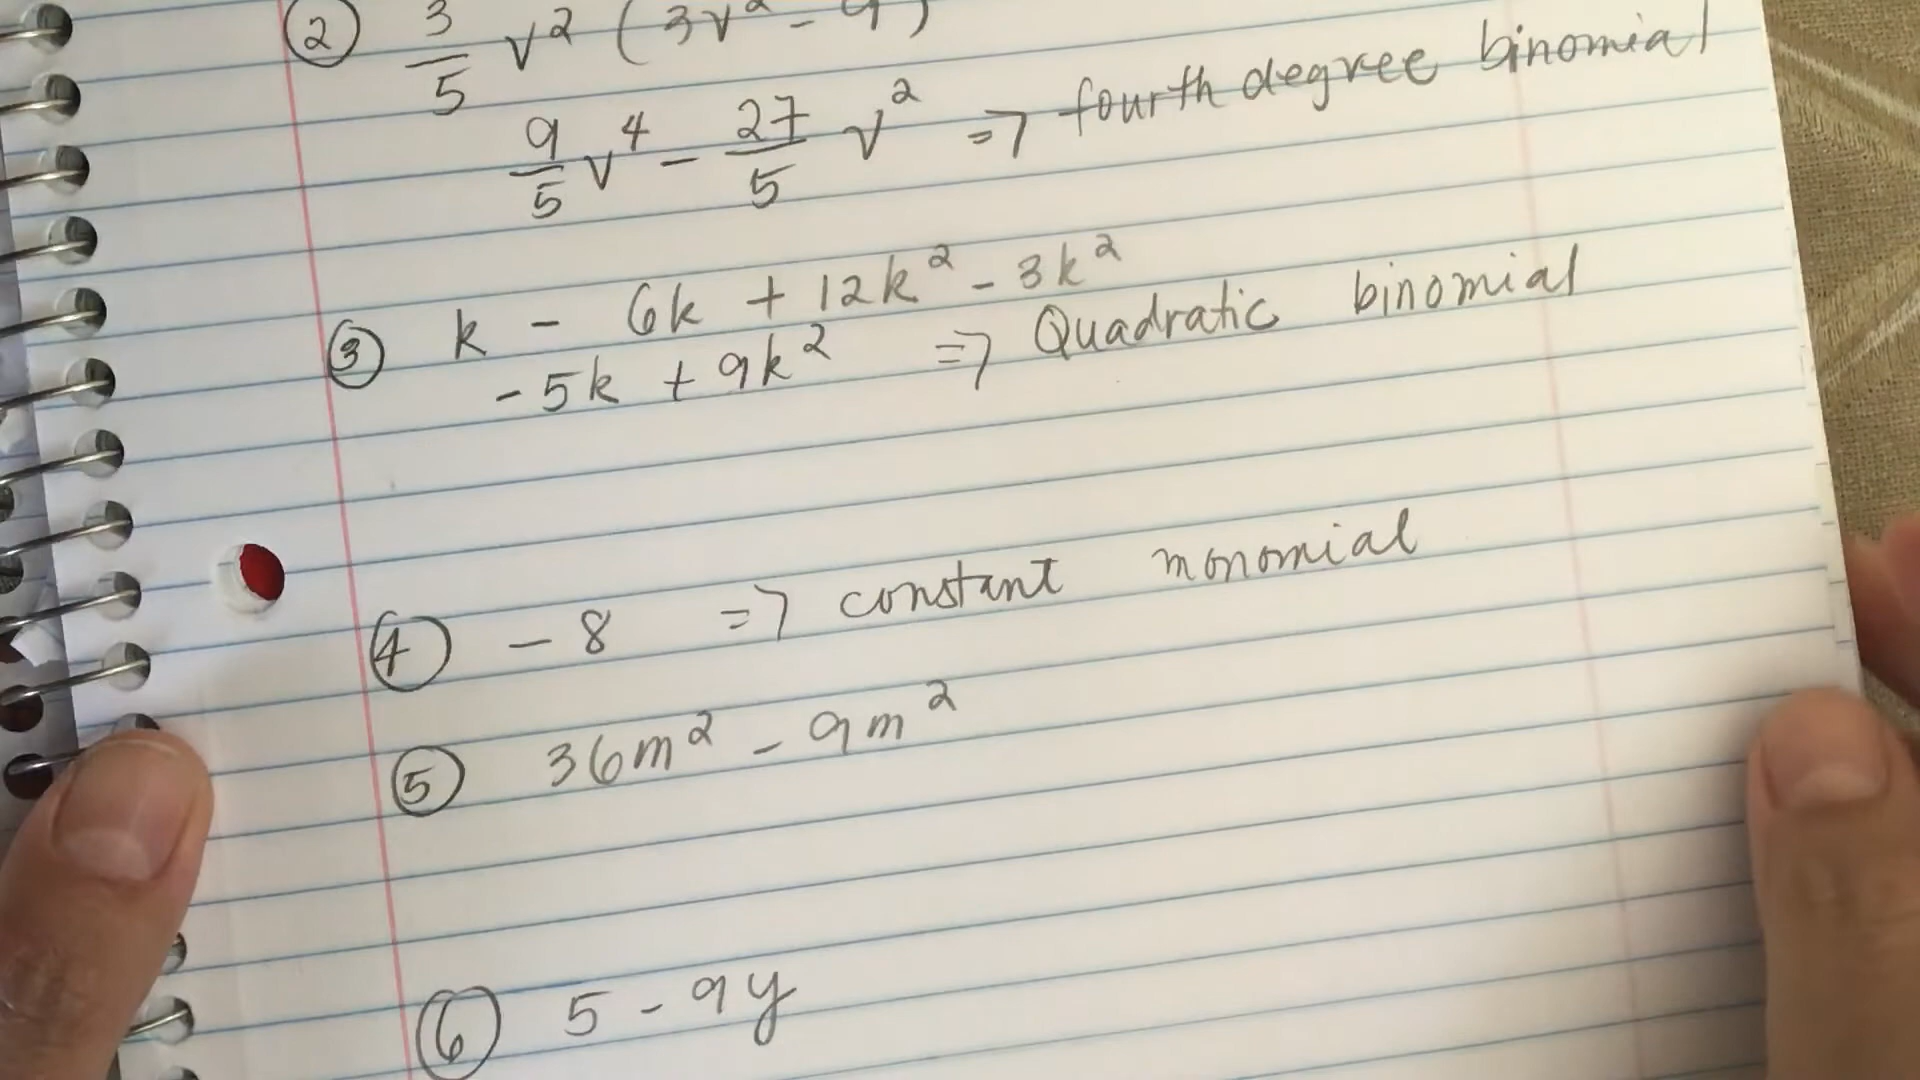 ② 3/5 v² (3v² - 9)
9/5 v⁴ - 27/5 v² => fourth degree binomial
③ k - 6k + 12k² - 3k²
-5k + 9k² => Quadratic binomial
④ -8 => constant monomial
⑤ 36m² - 9m²
⑥ 5 - 9y